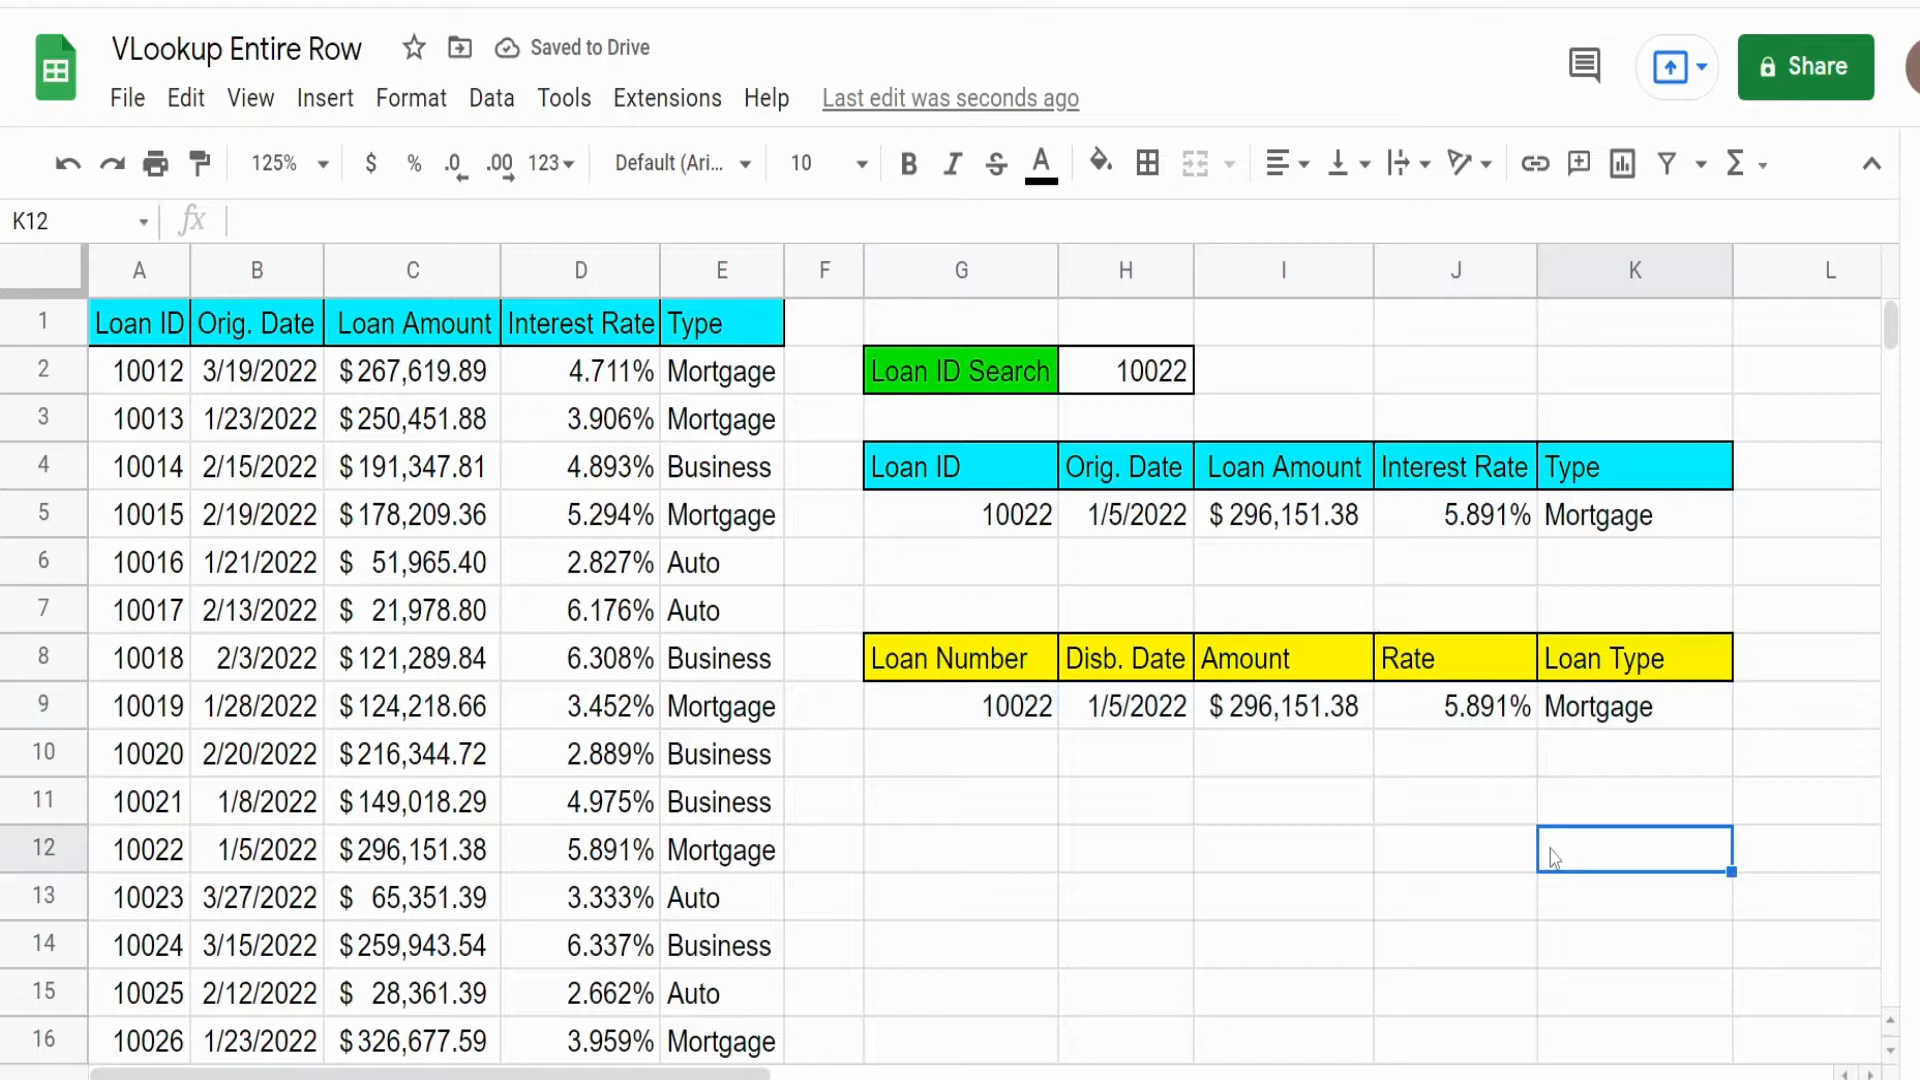 VLookup Entire Row Saved to Drive
File Edit View Insert Format Data Tools Extensions Help Last edit was seconds ago
Share
125% $ % .0 .00 123 Default (Ari... 10 B I S A Σ
K12 fx
A B C D E F G H I J K L
1 Loan ID Orig. Date Loan Amount Interest Rate Type
2 10012 3/19/2022 $267,619.89 4.711% Mortgage Loan ID Search 10022
3 10013 1/23/2022 $250,451.88 3.906% Mortgage
4 10014 2/15/2022 $191,347.81 4.893% Business Loan ID Orig. Date Loan Amount Interest Rate Type
5 10015 2/19/2022 $178,209.36 5.294% Mortgage 10022 1/5/2022 $ 296,151.38 5.891% Mortgage
6 10016 1/21/2022 $ 51,965.40 2.827% Auto
7 10017 2/13/2022 $ 21,978.80 6.176% Auto
8 10018 2/3/2022 $121,289.84 6.308% Business Loan Number Disb. Date Amount Rate Loan Type
9 10019 1/28/2022 $124,218.66 3.452% Mortgage 10022 1/5/2022 $ 296,151.38 5.891% Mortgage
10 10020 2/20/2022 $216,344.72 2.889% Business
11 10021 1/8/2022 $149,018.29 4.975% Business
12 10022 1/5/2022 $296,151.38 5.891% Mortgage
13 10023 3/27/2022 $ 65,351.39 3.333% Auto
14 10024 3/15/2022 $259,943.54 6.337% Business
15 10025 2/12/2022 $ 28,361.39 2.662% Auto
16 10026 1/23/2022 $326,677.59 3.959% Mortgage